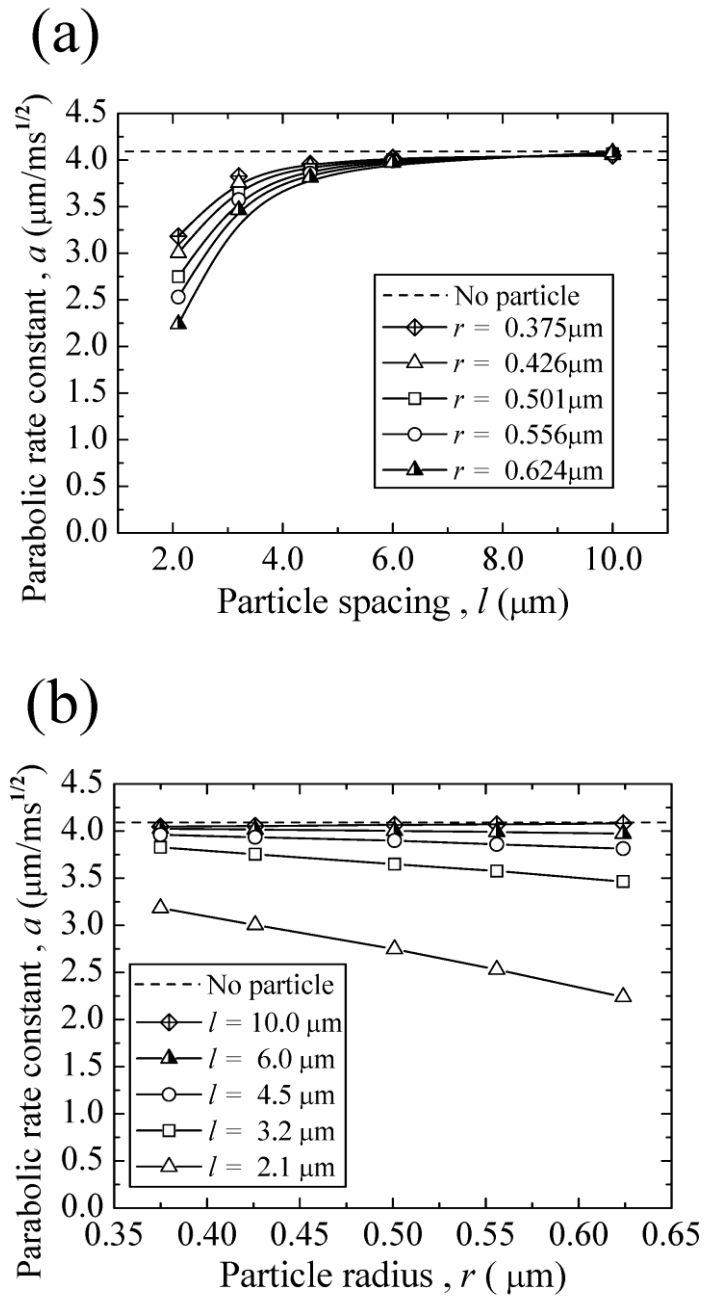 (a)
4.5
4.0
3.5
3.0
2.5
2.0
1.5
1.0
0.5
0.0
Parabolic rate constant , a (μm/ms1/2)
No particle
r = 0.375μm
r = 0.426μm
r = 0.501μm
r = 0.556μm
r = 0.624μm
2.0 4.0 6.0 8.0 10.0
Particle spacing , l (μm)
(b)
4.5
4.0
3.5
3.0
2.5
2.0
1.5
1.0
0.5
0.0
Parabolic rate constant , a (μm/ms1/2)
No particle
l = 10.0 μm
l = 6.0 μm
l = 4.5 μm
l = 3.2 μm
l = 2.1 μm
0.35 0.40 0.45 0.50 0.55 0.60 0.65
Particle radius , r ( μm)